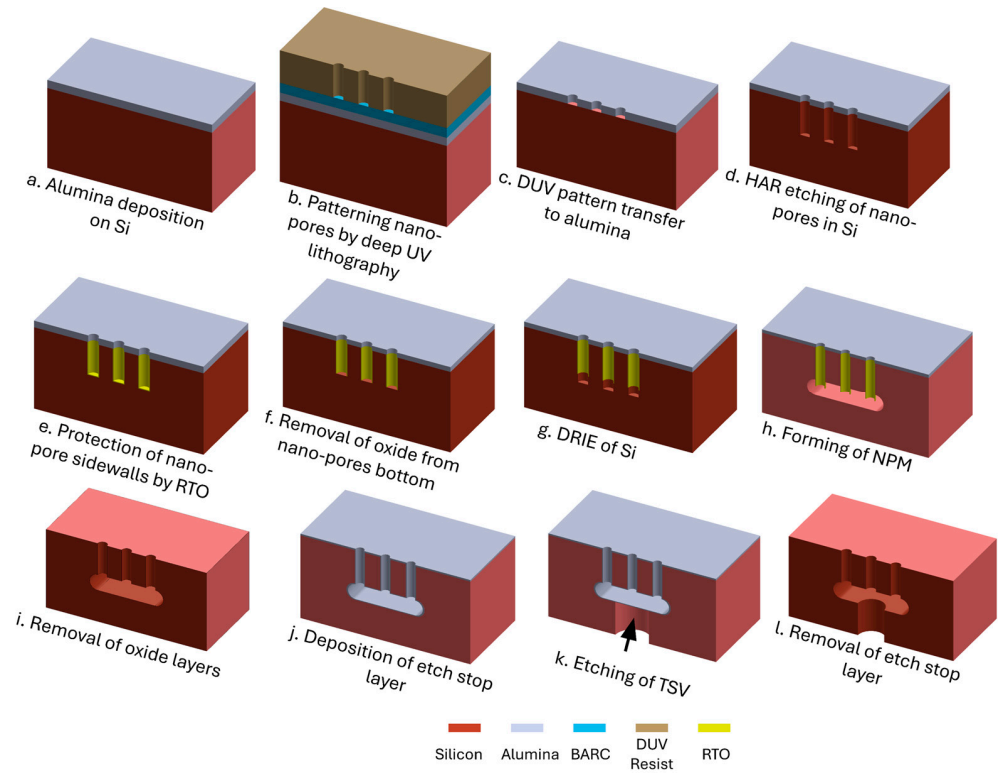 a. Alumina deposition
on Si
b. Patterning nano-
pores by deep UV
lithography
c. DUV pattern transfer
to alumina
d. HAR etching of nano-
pores in Si
e. Protection of nano-
pore sidewalls by RTO
f. Removal of oxide from
nano-pores bottom
g. DRIE of Si
h. Forming of NPM
i. Removal of oxide layers
j. Deposition of etch stop
layer
k. Etching of TSV
l. Removal of etch stop
layer
Silicon
Alumina
BARC
DUV
Resist
RTO